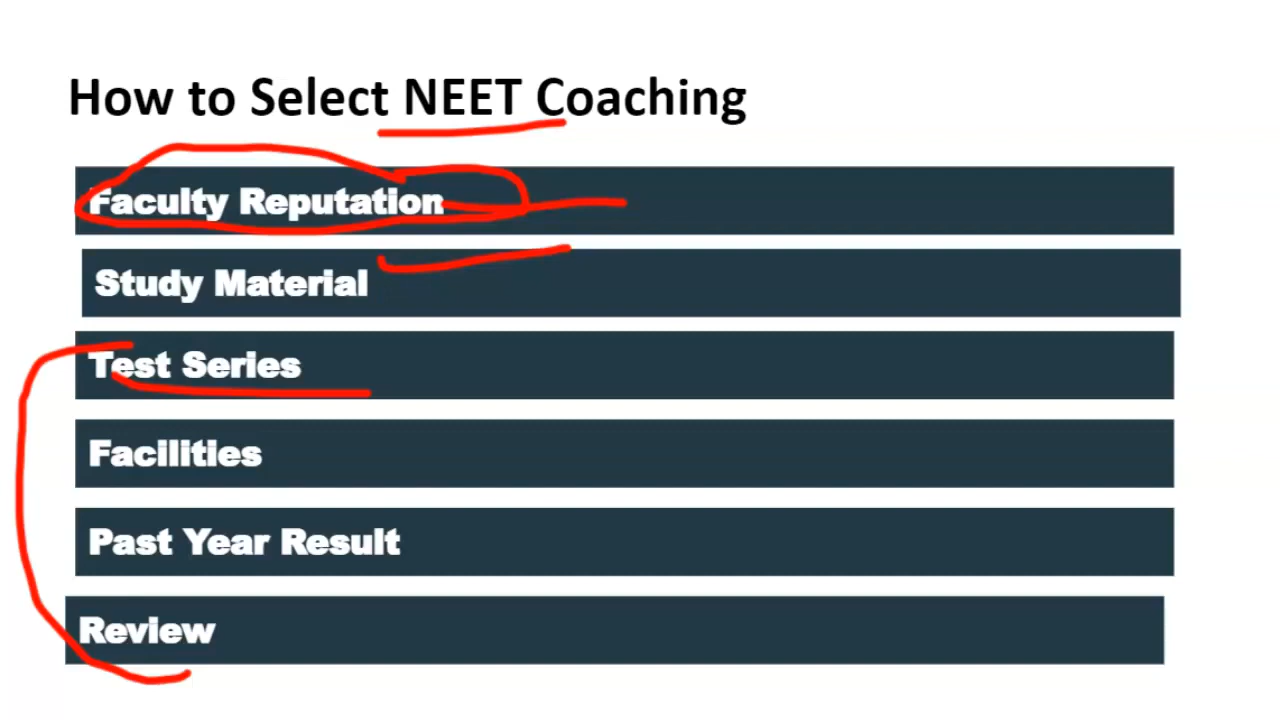 How to Select NEET Coaching
Faculty Reputation
Study Material
Test Series
Facilities
Past Year Result
Review